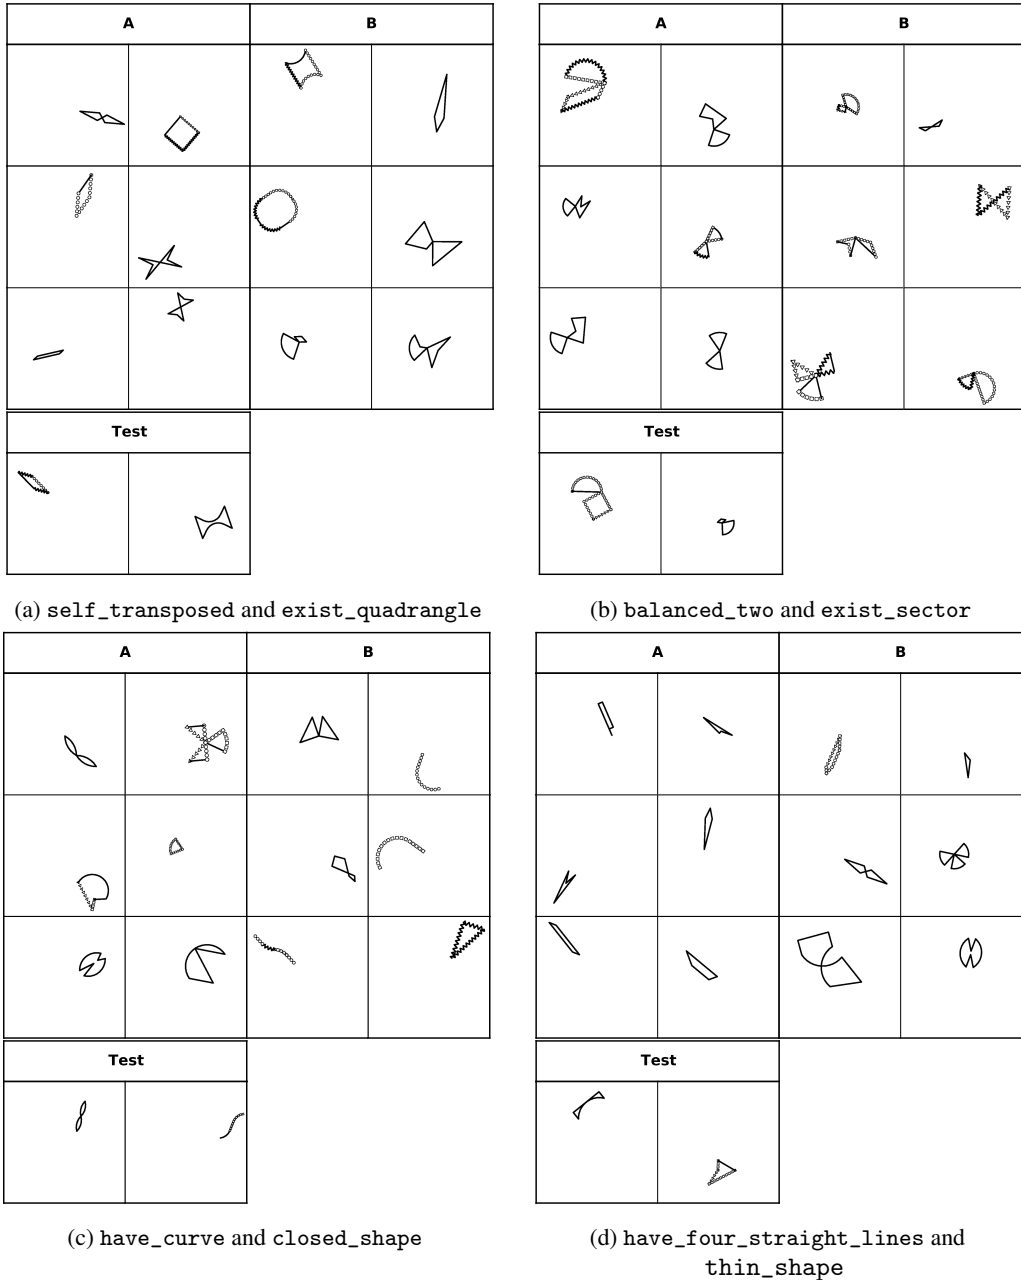 A B
A B
Test
Test
(a) self_transposed and exist_quadrangle
(b) balanced_two and exist_sector
A B
A B
Test
Test
(c) have_curve and closed_shape
(d) have_four_straight_lines and
thin_shape